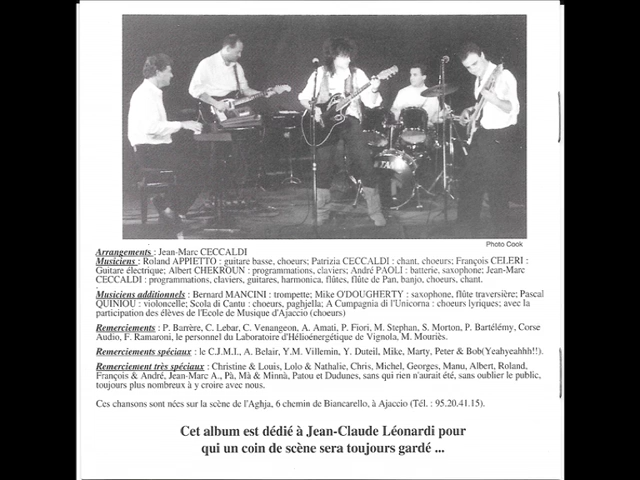 Photo Cook
Arrangements : Jean-Marc CECCALDI
Musiciens : Roland APPIETTO : guitare basse, choeurs; Patrizia CECCALDI : chant, choeurs; François CELERI :
Guitare électrique; Albert CHEKROUN : programmations, claviers; André PAOLI : batterie, saxophone; Jean-Marc
CECCALDI : programmations, claviers, guitares, harmonica, flûtes, flûte de Pan, banjo, choeurs, chant.
Musiciens additionnels : Bernard MANCINI : trompette; Mike O'DOUGHERTY : saxophone, flûte traversière; Pascal
QUINIOU : violoncelle; Scola di Cantu : choeurs, paghjella; A Cumpagnia di l'Unicorna : choeurs lyriques; avec la
participation des élèves de l'Ecole de Musique d'Ajaccio (choeurs)
Remerciements : P. Barrère, C. Lebar, C. Venangeon, A. Amati, P. Fiori, M. Stephan, S. Morton, P. Bartélémy, Corse
Audio, F. Ramaroni, le personnel du Laboratoire d'Hélioénergétique de Vignola, M. Mouriès.
Remerciements spéciaux : le C.J.M.I., A. Belair, Y.M. Villemin, Y. Duteil, Mike, Marty, Peter & Bob(Yeahyeahhh!!).
Remerciement très spéciaux : Christine & Louis, Lolo & Nathalie, Chris, Michel, Georges, Manu, Albert, Roland,
François & André, Jean-Marc A., Pà, Mà & Minnà, Patou et Dudunes, sans qui rien n'aurait été, sans oublier le public,
toujours plus nombreux à y croire avec nous.
Ces chansons sont nées sur la scène de l'Aghja, 6 chemin de Biancarello, à Ajaccio (Tél. : 95.20.41.15).
Cet album est dédié à Jean-Claude Léonardi pour
qui un coin de scène sera toujours gardé ...